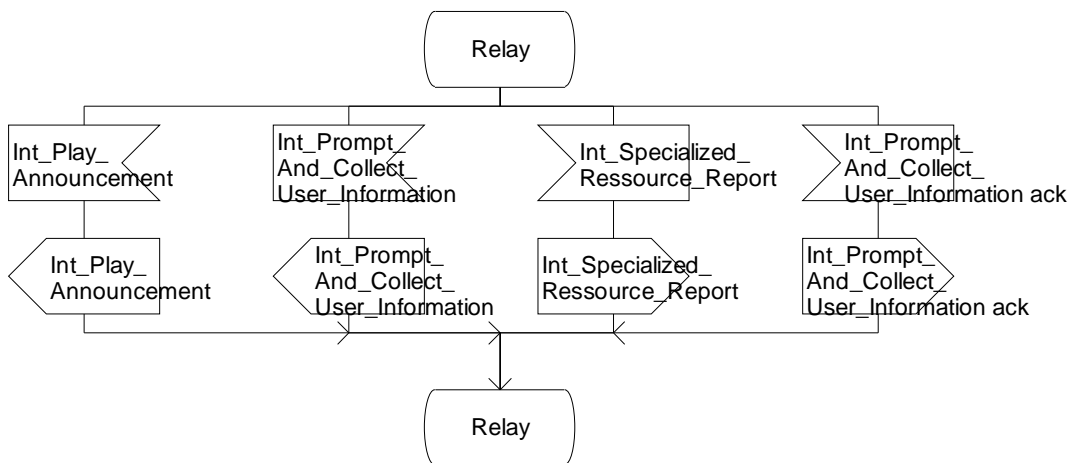 Relay
Int_Play_
Announcement
Int_Prompt_
And_Collect_
User_Information
Int_Specialized_
Ressource_Report
Int_Prompt_
And_Collect_
User_Information ack
Int_Play_
Announcement
Int_Prompt_
And_Collect_
User_Information
Int_Specialized_
Ressource_Report
Int_Prompt_
And_Collect_
User_Information ack
Relay